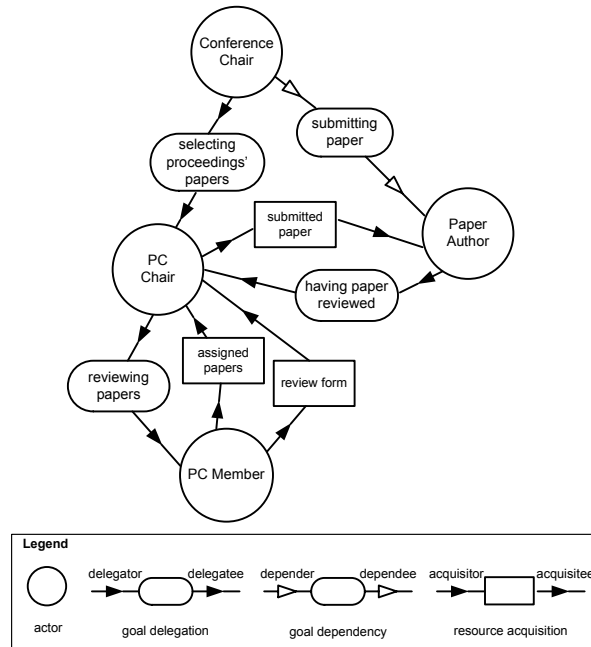 Conference
Chair
submitting
paper
selecting
proceedings'
papers
submitted
paper
Paper
Author
PC
Chair
having paper
reviewed
assigned
papers
review form
reviewing
papers
PC Member
Legend
delegator
delegatee
depender
dependee
acquisitor
acquisitee
actor
goal delegation
goal dependency
resource acquisition